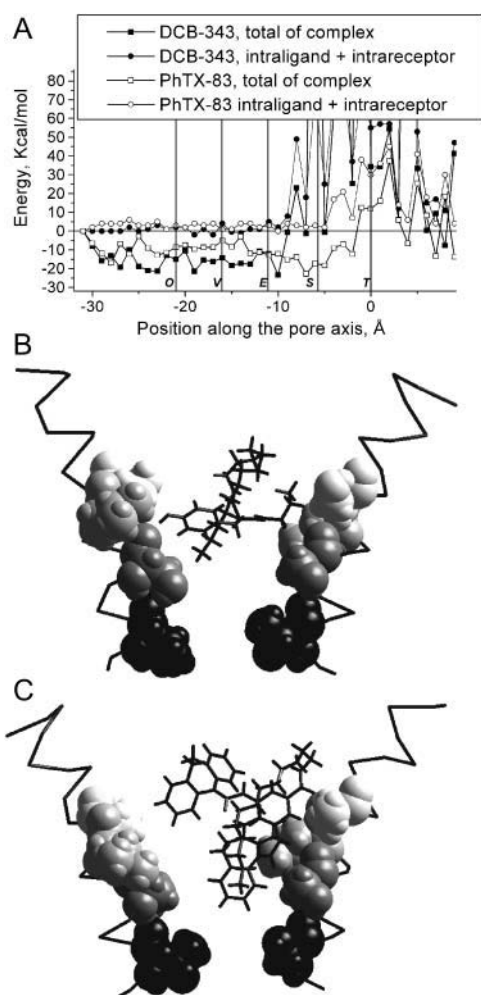 A
DCB-343, total of complex
DCB-343, intraligand + intrareceptor
PhTX-83, total of complex
PhTX-83 intraligand + intrareceptor
Energy, Kcal/mol
80
70
60
50
40
30
20
10
0
-10
-20
-30
O V E S T
-30 -20 -10 0
Position along the pore axis, Å
B
C